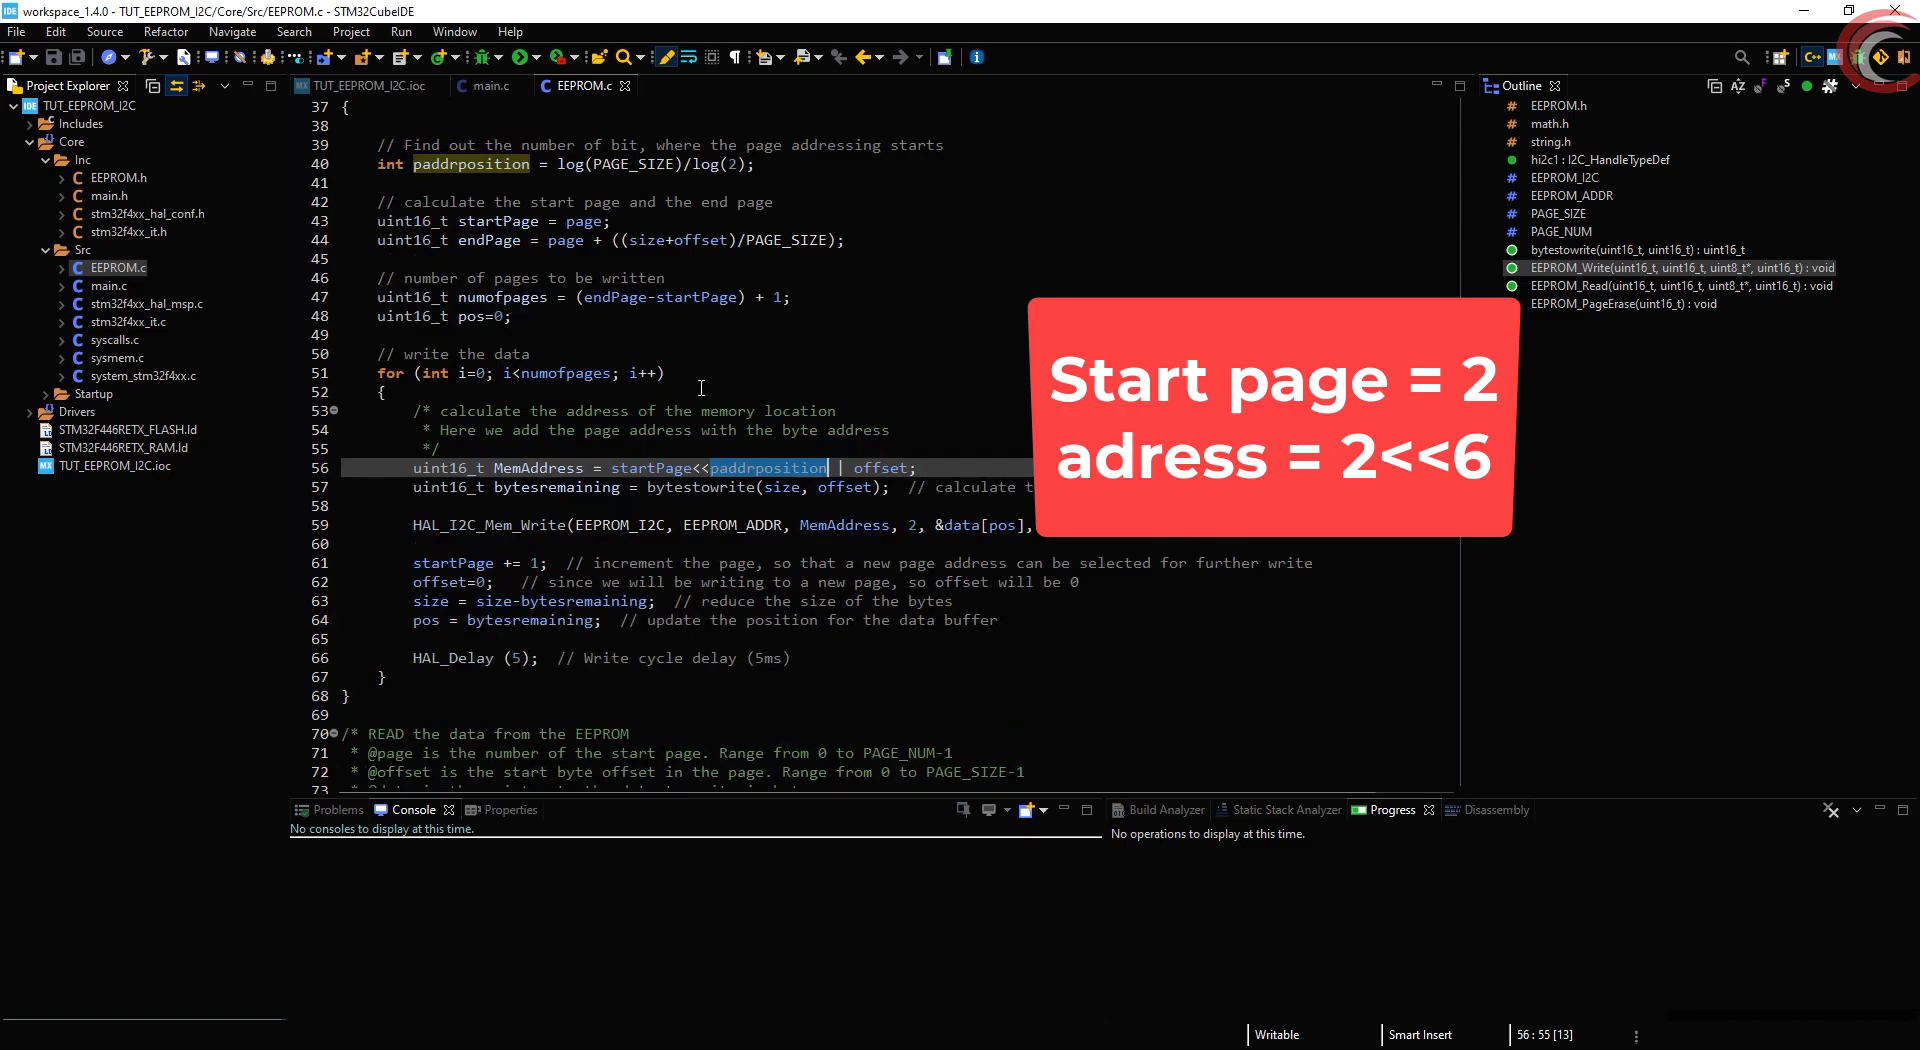 IDE workspace_1.4.0 - TUT_EEPROM_I2C/Core/Src/EEPROM.c - STM32CubeIDE
File Edit Source Refactor Navigate Search Project Run Window Help
Project Explorer
TUT_EEPROM_I2C
Includes
Core
Inc
EEPROM.h
main.h
stm32f4xx_hal_conf.h
stm32f4xx_it.h
Src
EEPROM.c
main.c
stm32f4xx_hal_msp.c
stm32f4xx_it.c
syscalls.c
sysmem.c
system_stm32f4xx.c
Startup
Drivers
STM32F446RETX_FLASH.ld
STM32F446RETX_RAM.ld
MX TUT_EEPROM_I2C.ioc
MX TUT_EEPROM_I2C.ioc main.c EEPROM.c
37 {
38
39 // Find out the number of bit, where the page addressing starts
40 int paddrposition = log(PAGE_SIZE)/log(2);
41
42 // calculate the start page and the end page
43 uint16_t startPage = page;
44 uint16_t endPage = page + ((size+offset)/PAGE_SIZE);
45
46 // number of pages to be written
47 uint16_t numofpages = (endPage-startPage) + 1;
48 uint16_t pos=0;
49
50 // write the data
51 for (int i=0; i<numofpages; i++)
52 {
53 /* calculate the address of the memory location
54 * Here we add the page address with the byte address
55 */
56 uint16_t MemAddress = startPage<<paddrposition | offset;
57 uint16_t bytesremaining = bytestowrite(size, offset); // calculate t
58
59 HAL_I2C_Mem_Write(EEPROM_I2C, EEPROM_ADDR, MemAddress, 2, &data[pos],
60
61 startPage += 1; // increment the page, so that a new page address can be selected for further write
62 offset=0; // since we will be writing to a new page, so offset will be 0
63 size = size-bytesremaining; // reduce the size of the bytes
64 pos = bytesremaining; // update the position for the data buffer
65
66 HAL_Delay (5); // Write cycle delay (5ms)
67 }
68 }
69
70 /* READ the data from the EEPROM
71 * @page is the number of the start page. Range from 0 to PAGE_NUM-1
72 * @offset is the start byte offset in the page. Range from 0 to PAGE_SIZE-1
73
Start page = 2
adress = 2<<6
Outline
EEPROM.h
math.h
string.h
hi2c1 : I2C_HandleTypeDef
EEPROM_I2C
EEPROM_ADDR
PAGE_SIZE
PAGE_NUM
bytestowrite(uint16_t, uint16_t) : uint16_t
EEPROM_Write(uint16_t, uint16_t, uint8_t*, uint16_t) : void
EEPROM_Read(uint16_t, uint16_t, uint8_t*, uint16_t) : void
EEPROM_PageErase(uint16_t) : void
Problems Console Properties
No consoles to display at this time.
Build Analyzer Static Stack Analyzer Progress Disassembly
No operations to display at this time.
Writable Smart Insert 56 : 55 [13]